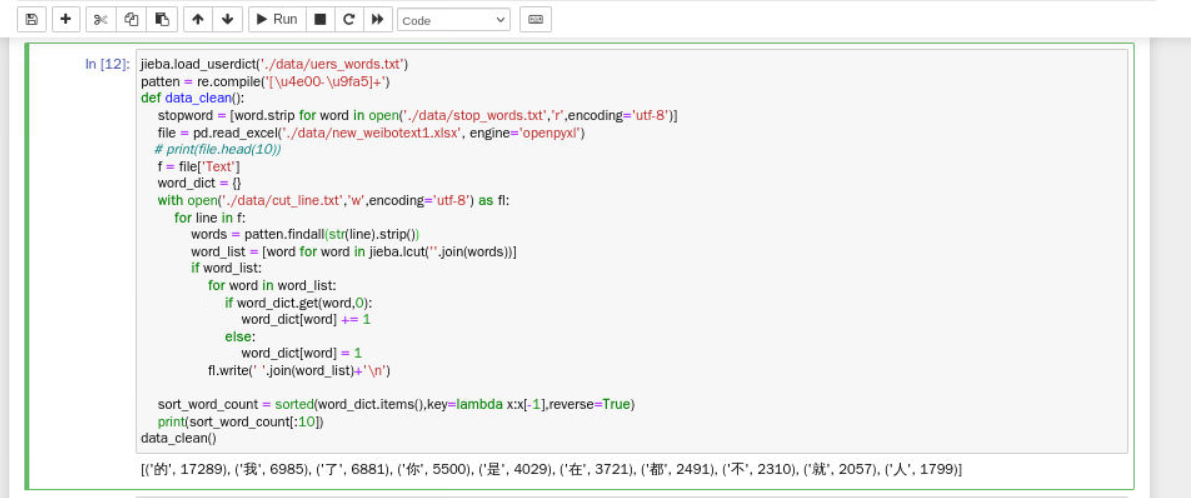 Run Code
In [12]: jieba.load_userdict('./data/uers_words.txt')
patten = re.compile('[\u4e00-\u9fa5]+')
def data_clean():
    stopword = [word.strip for word in open('./data/stop_words.txt','r',encoding='utf-8')]
    file = pd.read_excel('./data/new_weibotext1.xlsx', engine='openpyxl')
    # print(file.head(10))
    f = file['Text']
    word_dict = {}
    with open('./data/cut_line.txt','w',encoding='utf-8') as fl:
        for line in f:
            words = patten.findall(str(line).strip())
            word_list = [word for word in jieba.lcut(''.join(words))]
            if word_list:
                for word in word_list:
                    if word_dict.get(word,0):
                        word_dict[word] += 1
                    else:
                        word_dict[word] = 1
                fl.write(' '.join(word_list)+'\n')
    sort_word_count = sorted(word_dict.items(),key=lambda x:x[-1],reverse=True)
    print(sort_word_count[:10])
data_clean()
[('的', 17289), ('我', 6985), ('了', 6881), ('你', 5500), ('是', 4029), ('在', 3721), ('都', 2491), ('不', 2310), ('就', 2057), ('人', 1799)]